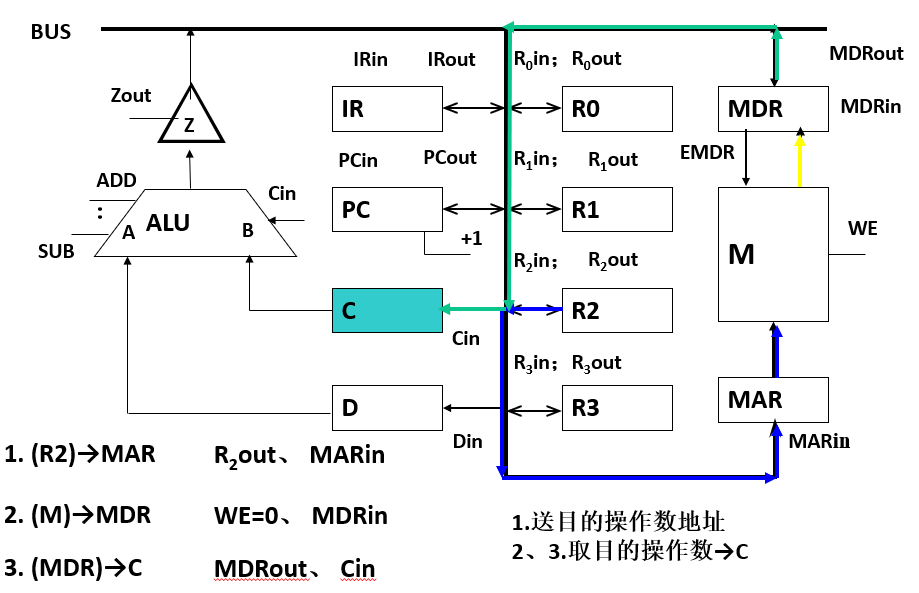 BUS
MDRout
IRin IRout R₀in; R₀out
Zout
IR R0 MDR MDRin
Z
EMDR
PCin PCout R₁in; R₁out
ADD
Cin
:
ALU PC R1
A B
WE
SUB +1
M
R₂in; R₂out
C R2
Cin
R₃in; R₃out
MAR
D R3
Din MARin
1. (R2)→MAR R₂out、 MARin
2. (M)→MDR WE=0、 MDRin
3. (MDR)→C MDRout、 Cin
1.送目的操作数地址
2、3.取目的操作数→C